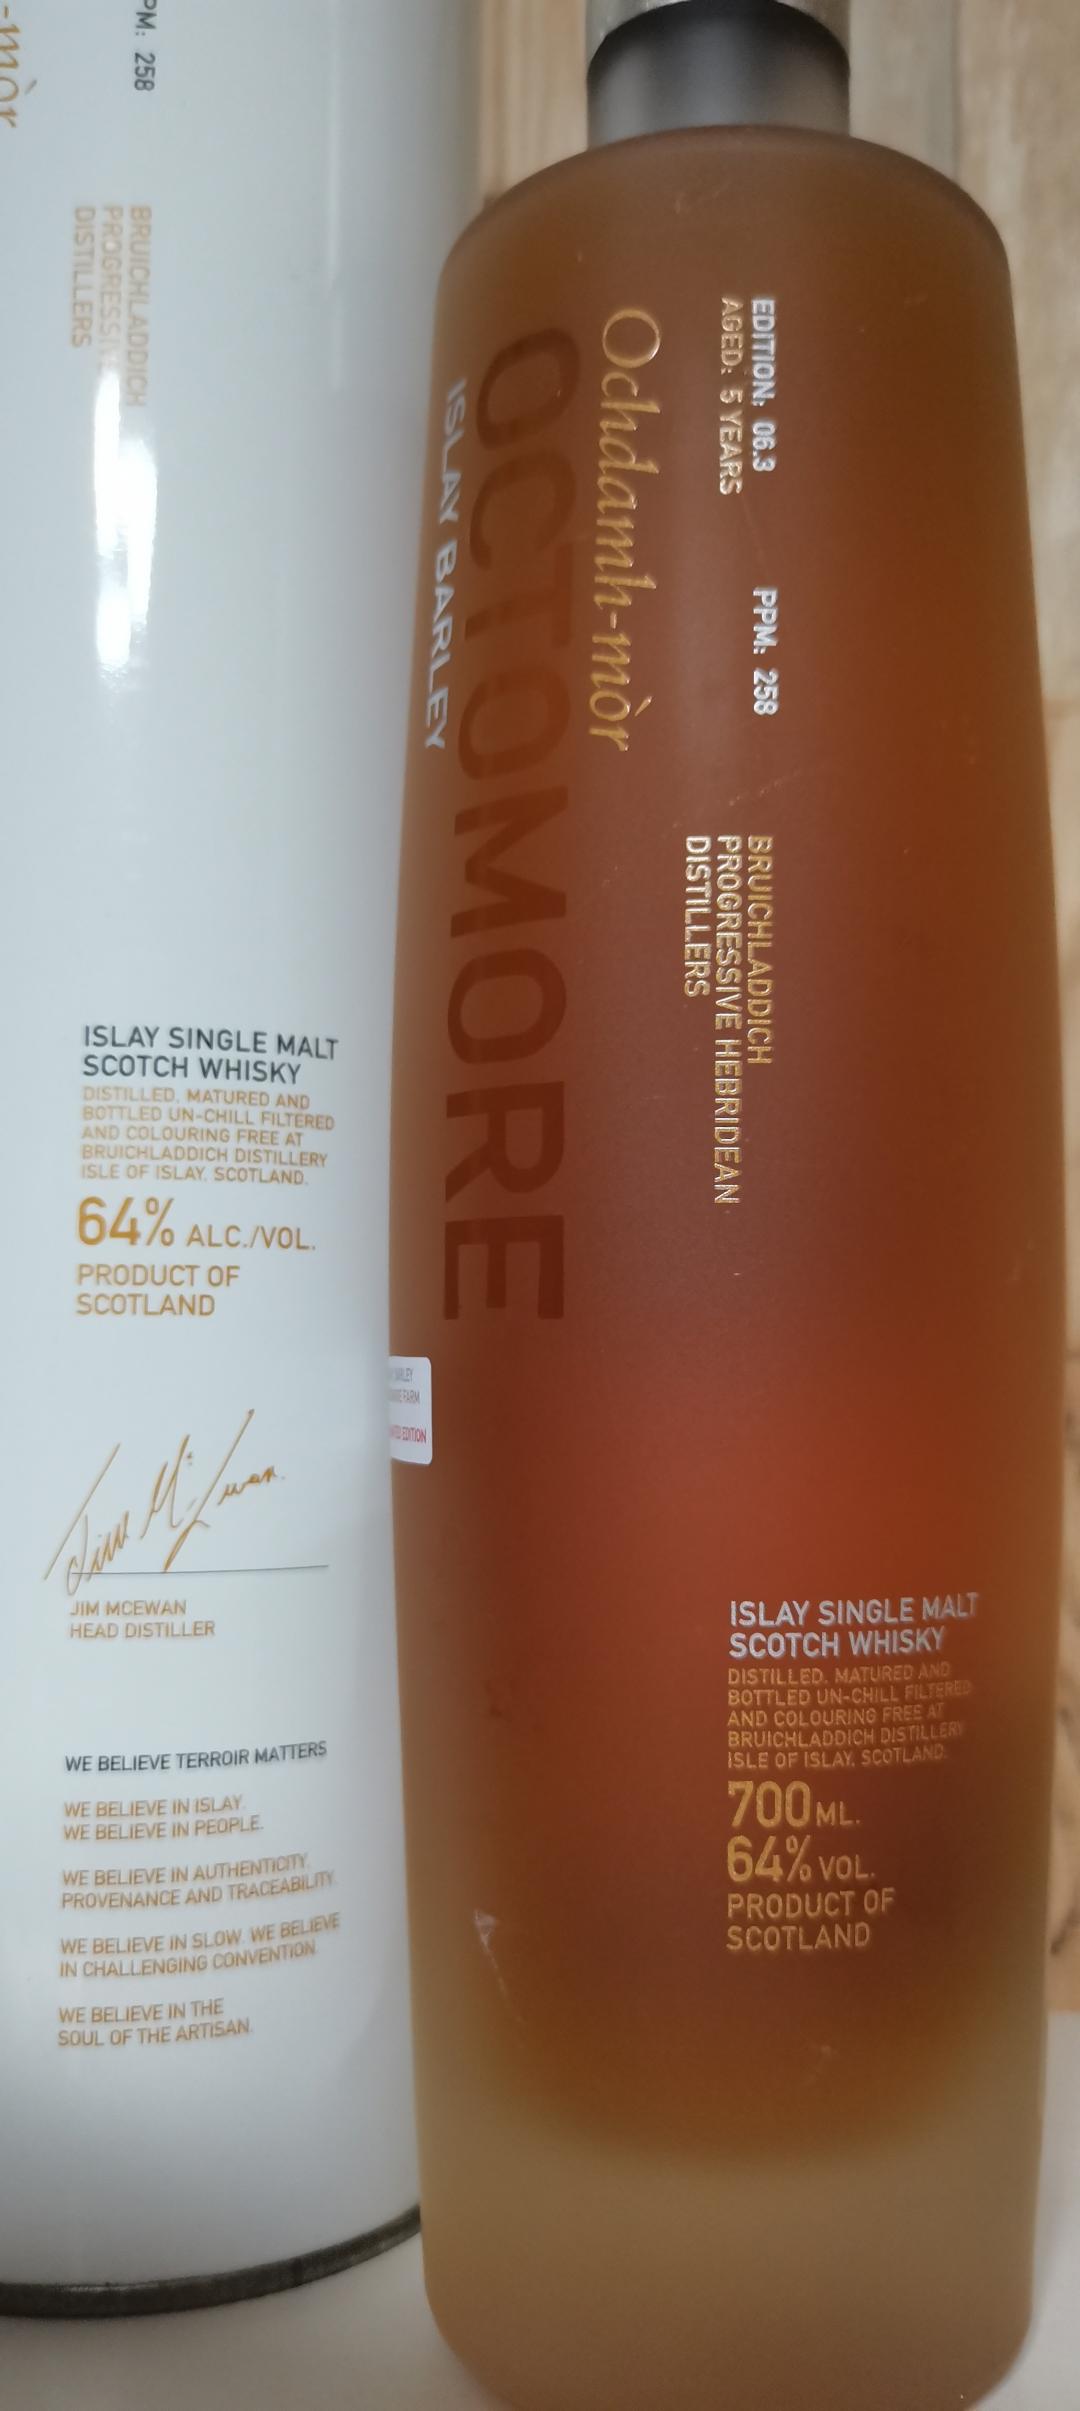 -mòr
PM: 258
BRUICHLADDICH
DISTILLERS
ISLAY SINGLE MALT
SCOTCH WHISKY
DISTILLED, MATURED AND
BOTTLED UN-CHILL FILTERED
AND COLOURING FREE AT
BRUICHLADDICH DISTILLERY
ISLE OF ISLAY, SCOTLAND.
64% ALC./VOL.
PRODUCT OF
SCOTLAND
Jim McEwan
JIM MCEWAN
HEAD DISTILLER
WE BELIEVE TERROIR MATTERS
WE BELIEVE IN ISLAY.
WE BELIEVE IN PEOPLE.
WE BELIEVE IN AUTHENTICITY,
PROVENANCE AND TRACEABILITY.
WE BELIEVE IN SLOW. WE BELIEVE
IN CHALLENGING CONVENTION.
WE BELIEVE IN THE
SOUL OF THE ARTISAN.
EDITION: 06.3 PPM: 258
AGED: 5 YEARS
Ochdamh-mòr
OCTOMORE
ISLAY BARLEY
BRUICHLADDICH
PROGRESSIVE HEBRIDEAN
DISTILLERS
EDITION
ISLAY SINGLE MALT
SCOTCH WHISKY
DISTILLED, MATURED AND
BOTTLED UN-CHILL FILTERED
AND COLOURING FREE AT
BRUICHLADDICH DISTILLERY
ISLE OF ISLAY, SCOTLAND.
700ML.
64% VOL.
PRODUCT OF
SCOTLAND